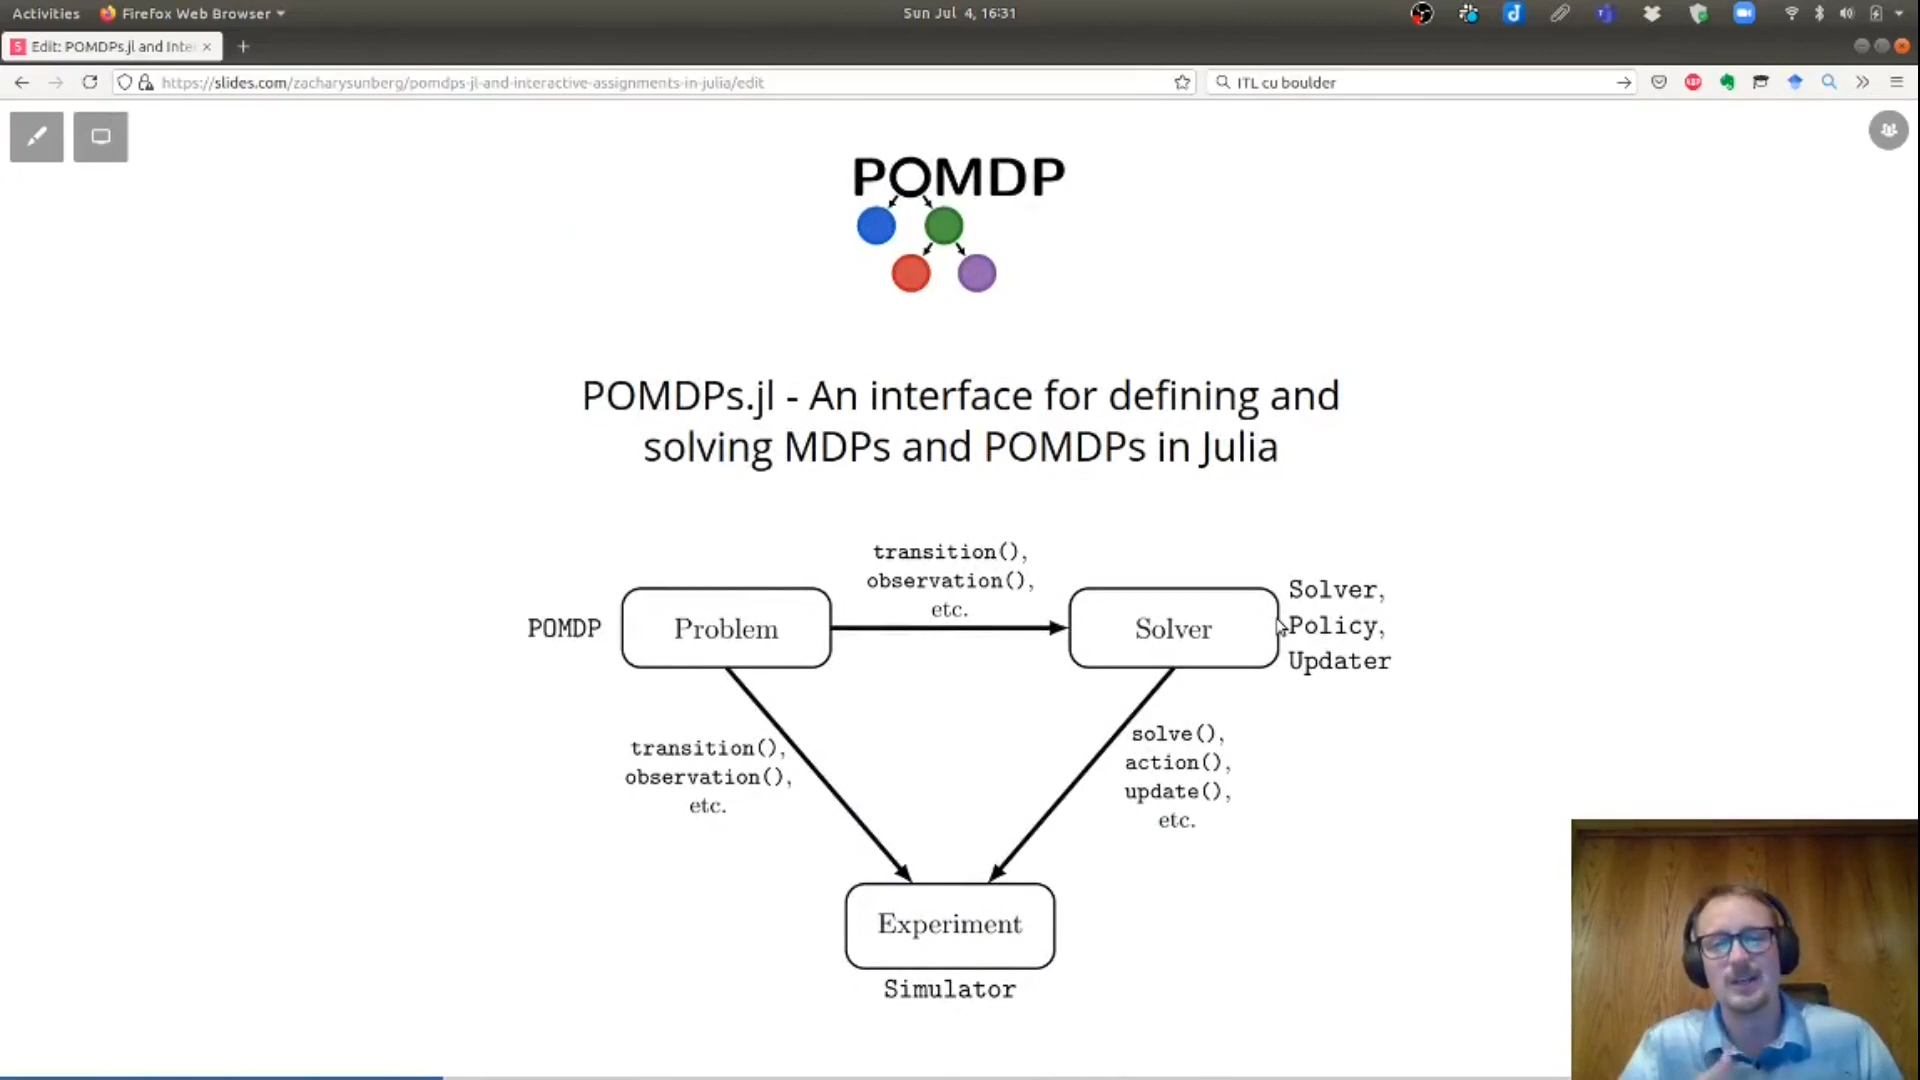 Activities
Firefox Web Browser
Sun Jul 4, 16:31
Edit: POMDPs.jl and Inte
https://slides.com/zacharysunberg/pomdps-jl-and-interactive-assignments-in-julia/edit
ITL cu boulder
POMDP
POMDPs.jl - An interface for defining and
solving MDPs and POMDPs in Julia
transition(),
observation(),
etc.
POMDP
Problem
Solver
Solver,
Policy,
Updater
transition(),
observation(),
etc.
solve(),
action(),
update(),
etc.
Experiment
Simulator